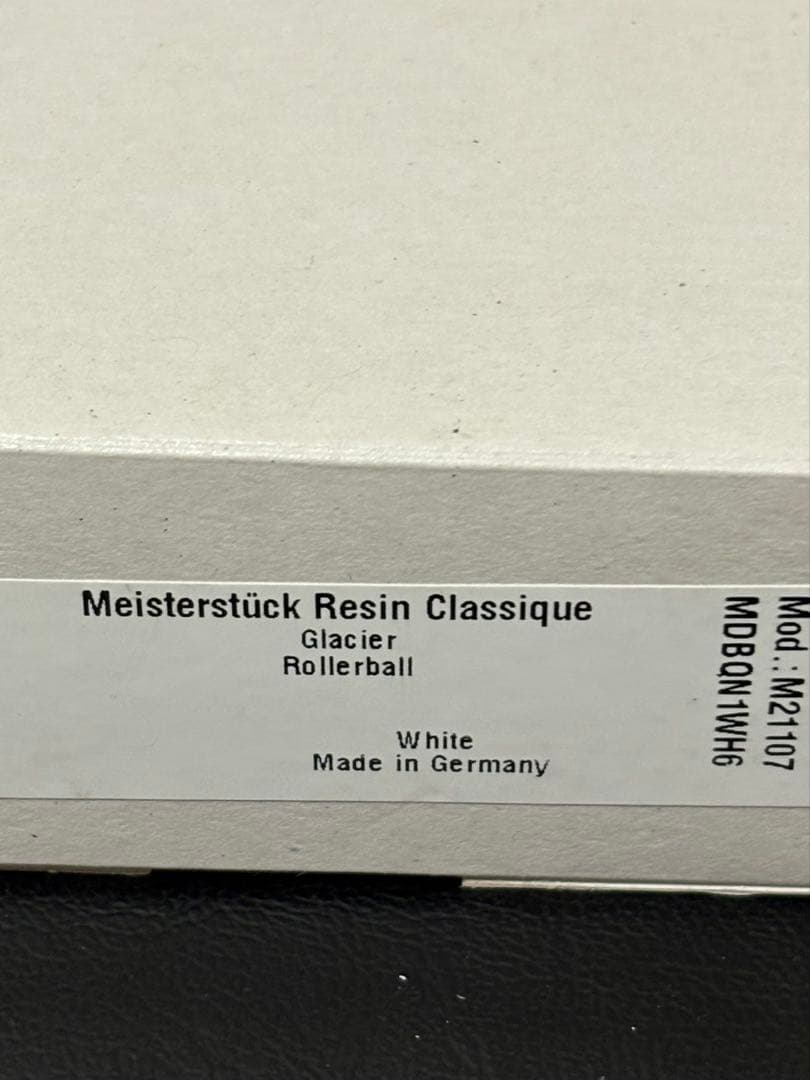 Meisterstück Resin Classique
Glacier
Rollerball
White
Made in Germany
Mod.: M21107
MDBQN1WH6